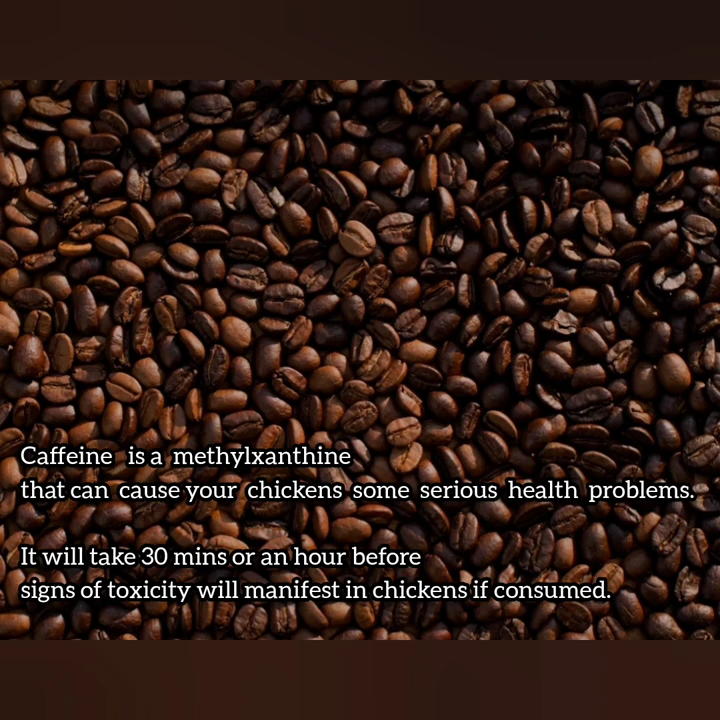 Caffeine is a methylxanthine
that can cause your chickens some serious health problems.
It will take 30 mins or an hour before
signs of toxicity will manifest in chickens if consumed.